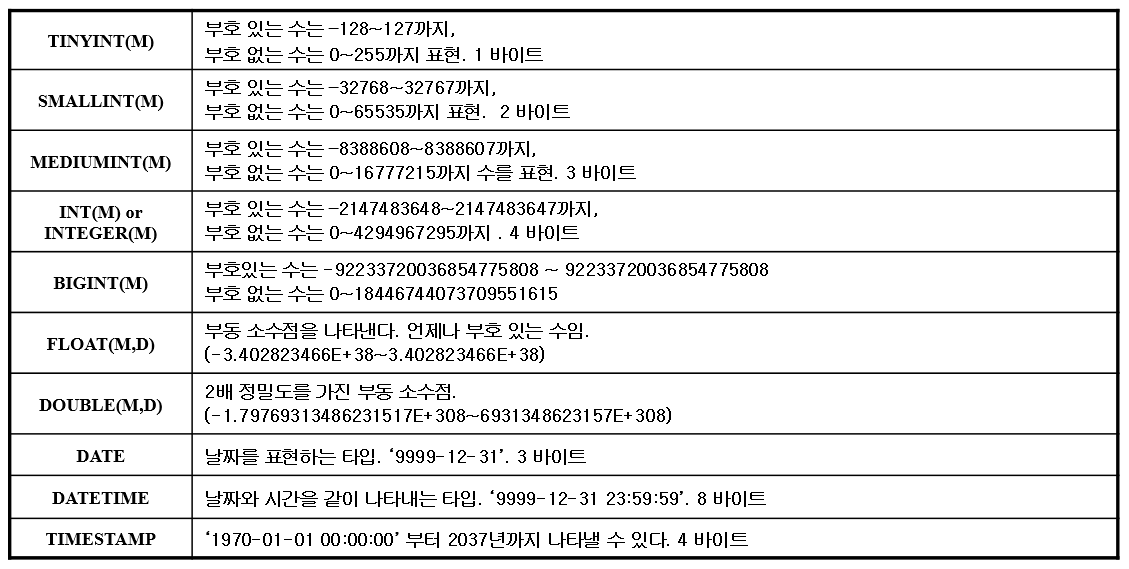 TINYINT(M)
부호 있는 수는 -128~127까지,
부호 없는 수는 0~255까지 표현. 1 바이트
SMALLINT(M)
부호 있는 수는 -32768~32767까지,
부호 없는 수는 0~65535까지 표현.  2 바이트
MEDIUMINT(M)
부호 있는 수는 -8388608~8388607까지,
부호 없는 수는 0~16777215까지 수를 표현. 3 바이트
INT(M) or
INTEGER(M)
부호 있는 수는 -2147483648~2147483647까지,
부호 없는 수는 0~4294967295까지 . 4 바이트
BIGINT(M)
부호있는 수는 -92233720036854775808 ~ 92233720036854775808
부호 없는 수는 0~18446744073709551615
FLOAT(M,D)
부동 소수점을 나타낸다. 언제나 부호 있는 수임.
(-3.402823466E+38~3.402823466E+38)
DOUBLE(M,D)
2배 정밀도를 가진 부동 소수점.
(-1.79769313486231517E+308~6931348623157E+308)
DATE
날짜를 표현하는 타입. ‘9999-12-31’. 3 바이트
DATETIME
날짜와 시간을 같이 나타내는 타입. ‘9999-12-31 23:59:59’. 8 바이트
TIMESTAMP
‘1970-01-01 00:00:00’ 부터 2037년까지 나타낼 수 있다. 4 바이트